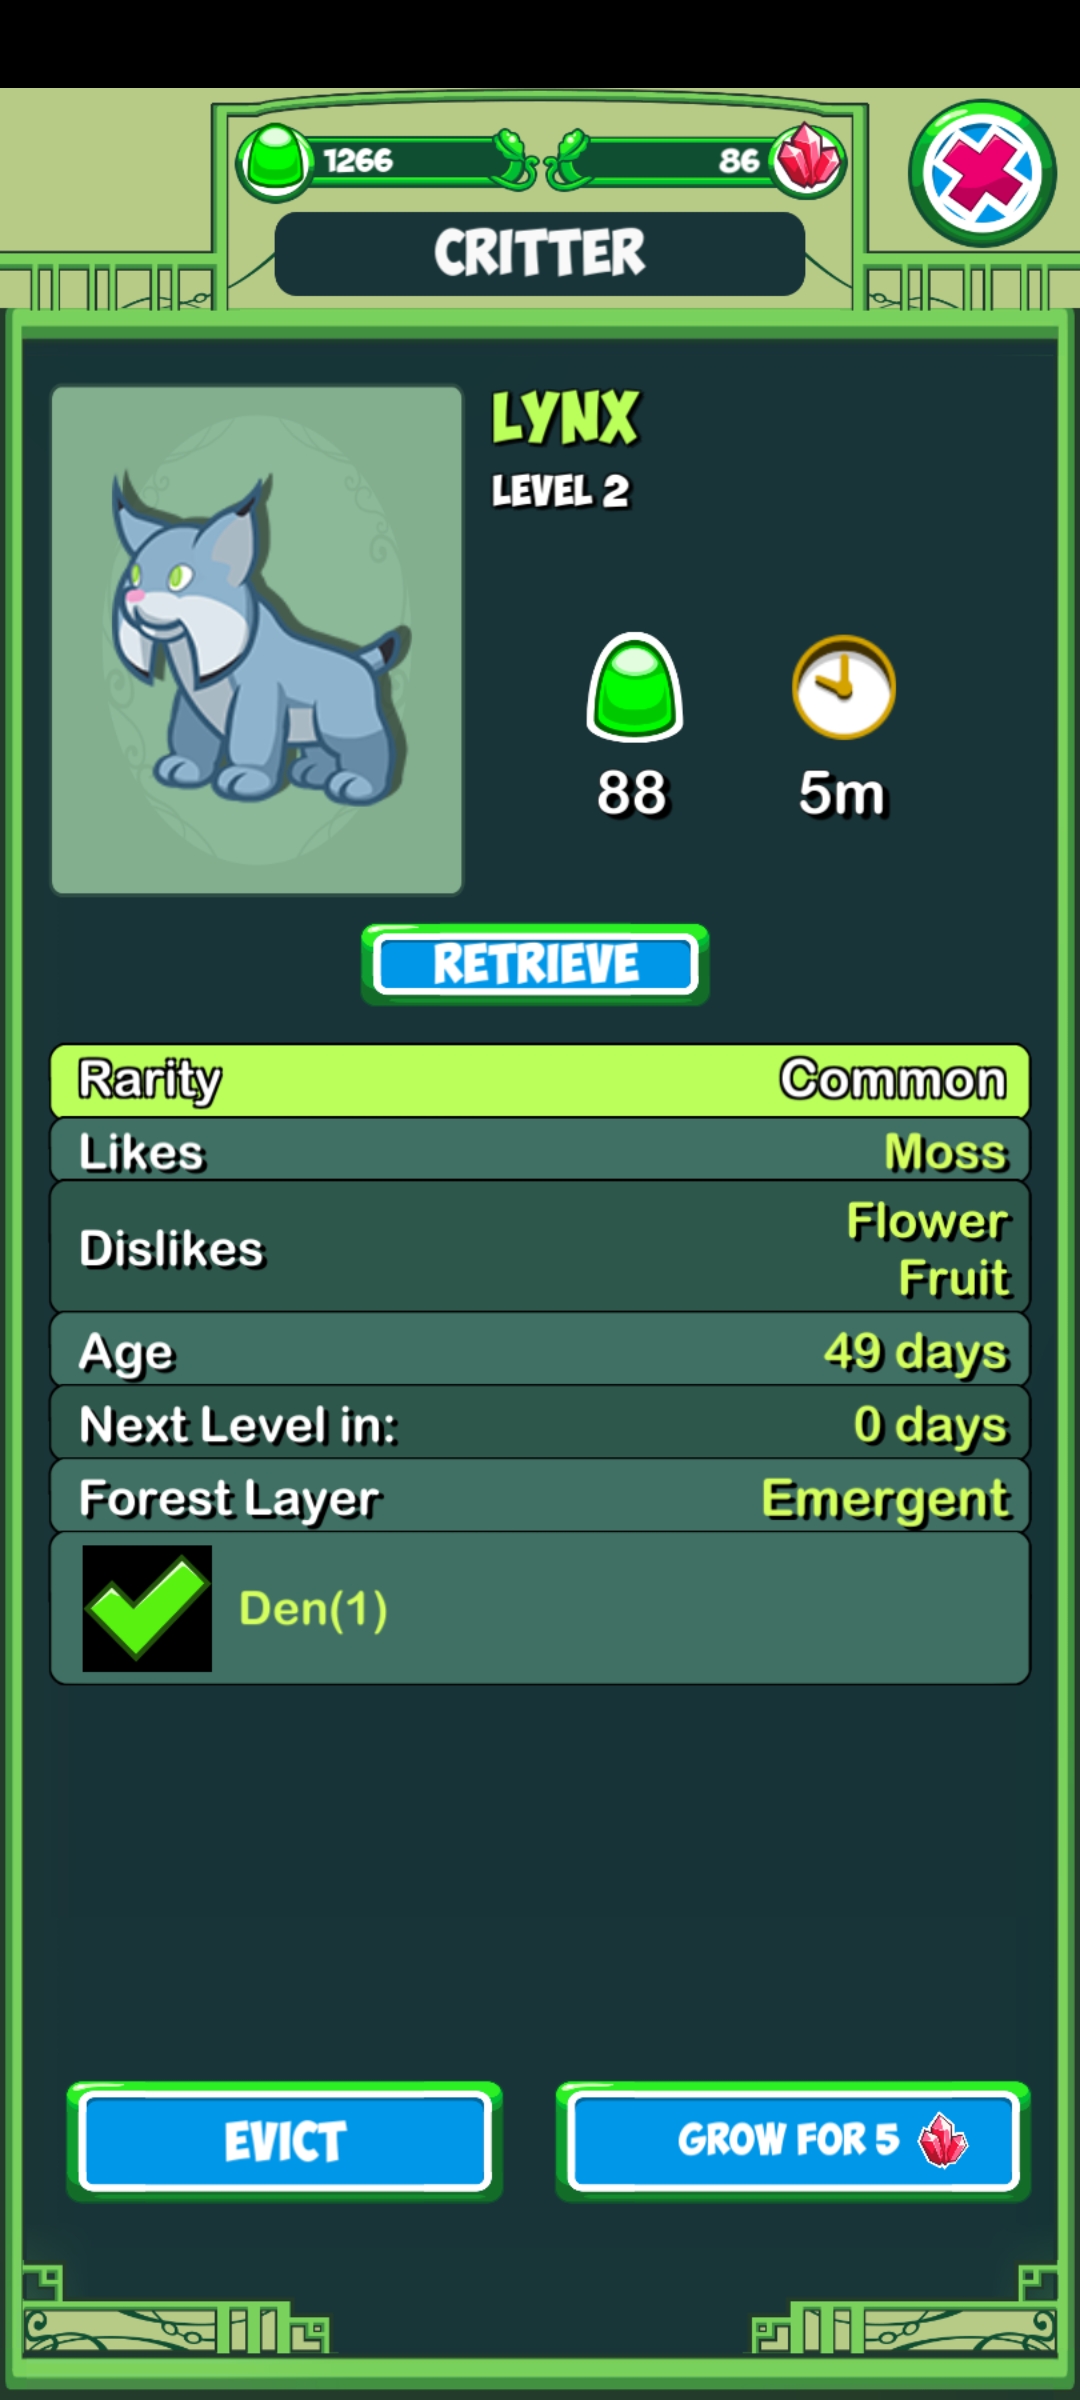 1266
86
CRITTER
LYNX
LEVEL 2
88
5m
RETRIEVE
Rarity Common
Likes Moss
Dislikes Flower
Fruit
Age 49 days
Next Level in: 0 days
Forest Layer Emergent
Den(1)
EVICT
GROW FOR 5